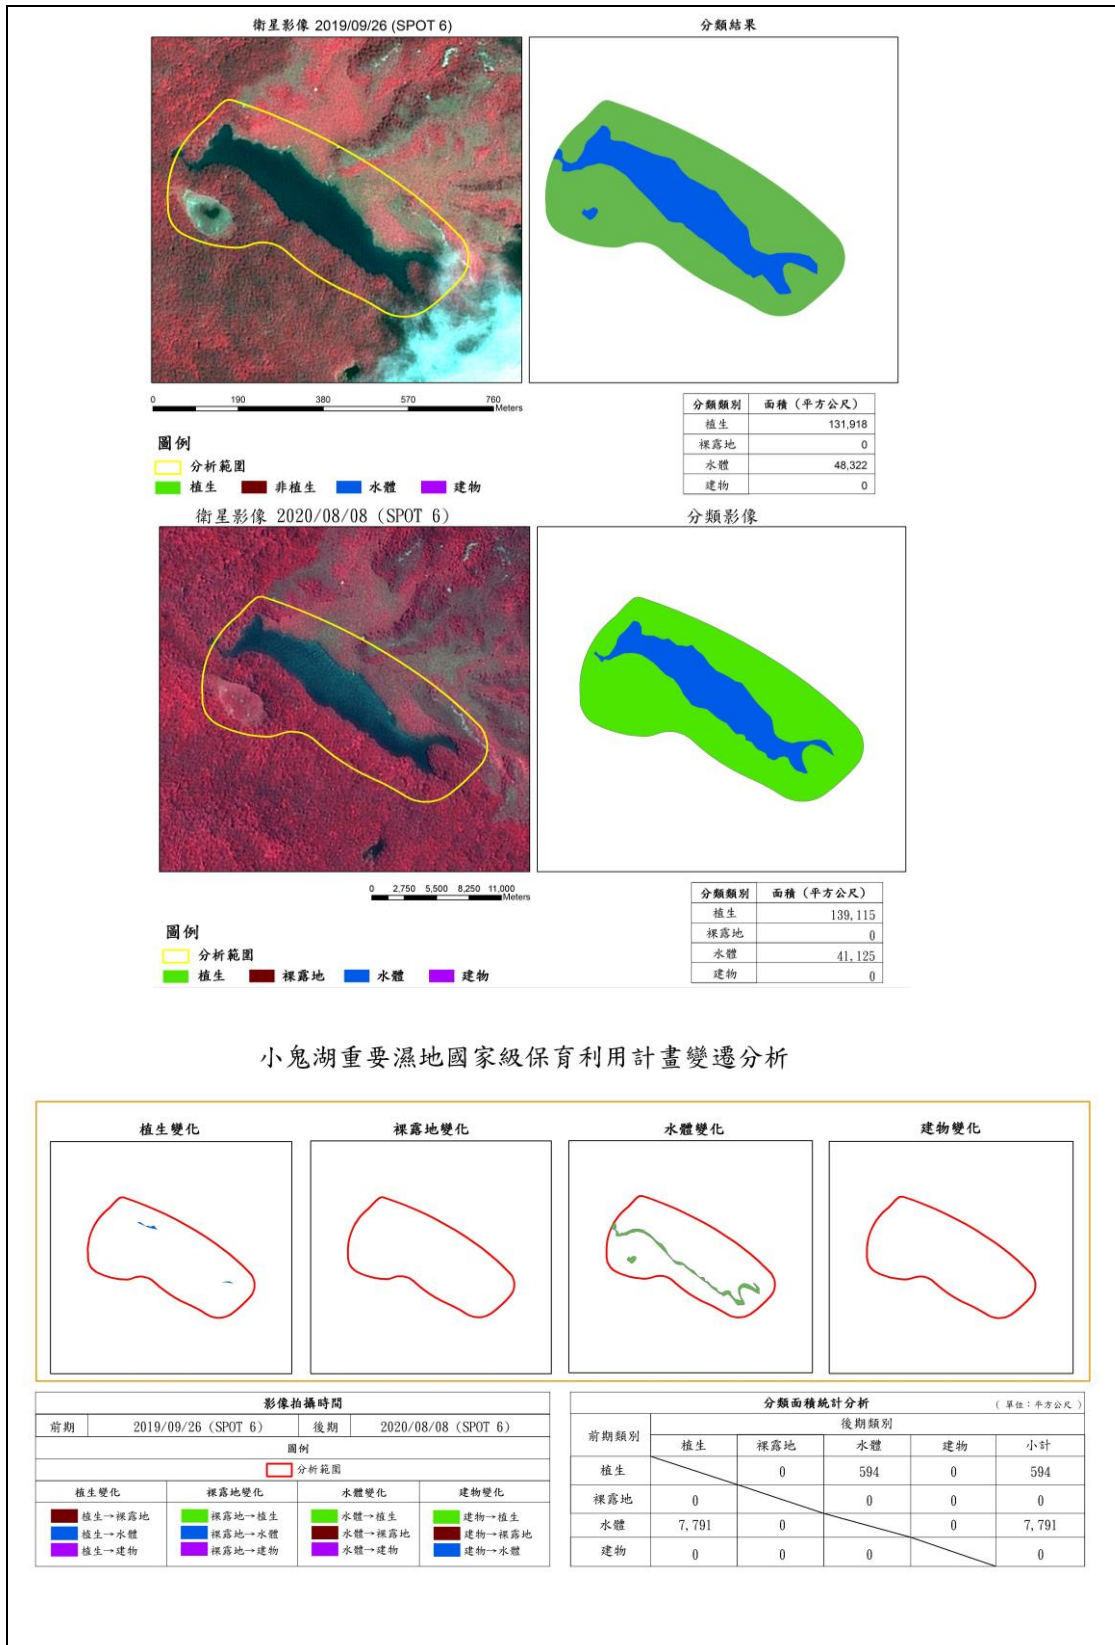 衛星影像 2019/09/26 (SPOT 6)
分類結果
0 190 380 570 760
Meters
分類類別 面積（平方公尺）
植生 131,918
裸露地 0
水體 48,322
建物 0
圖例
分析範圍
植生 非植生 水體 建物
衛星影像 2020/08/08 (SPOT 6)
分類影像
0 2,750 5,500 8,250 11,000
Meters
分類類別 面積（平方公尺）
植生 139,115
裸露地 0
水體 41,125
建物 0
圖例
分析範圍
植生 裸露地 水體 建物
小鬼湖重要濕地國家級保育利用計畫變遷分析
植生變化 裸露地變化 水體變化 建物變化
影像拍攝時間
前期 2019/09/26 (SPOT 6) 後期 2020/08/08 (SPOT 6)
圖例
分析範圍
植生變化 裸露地變化 水體變化 建物變化
植生→裸露地 裸露地→植生 水體→植生 建物→植生
植生→水體 裸露地→水體 水體→裸露地 建物→裸露地
植生→建物 裸露地→建物 水體→建物 建物→水體
分類面積統計分析 （單位：平方公尺）
前期類別 後期類別
植生 裸露地 水體 建物 小計
植生 0 594 0 594
裸露地 0 0 0 0
水體 7,791 0 0 7,791
建物 0 0 0 0